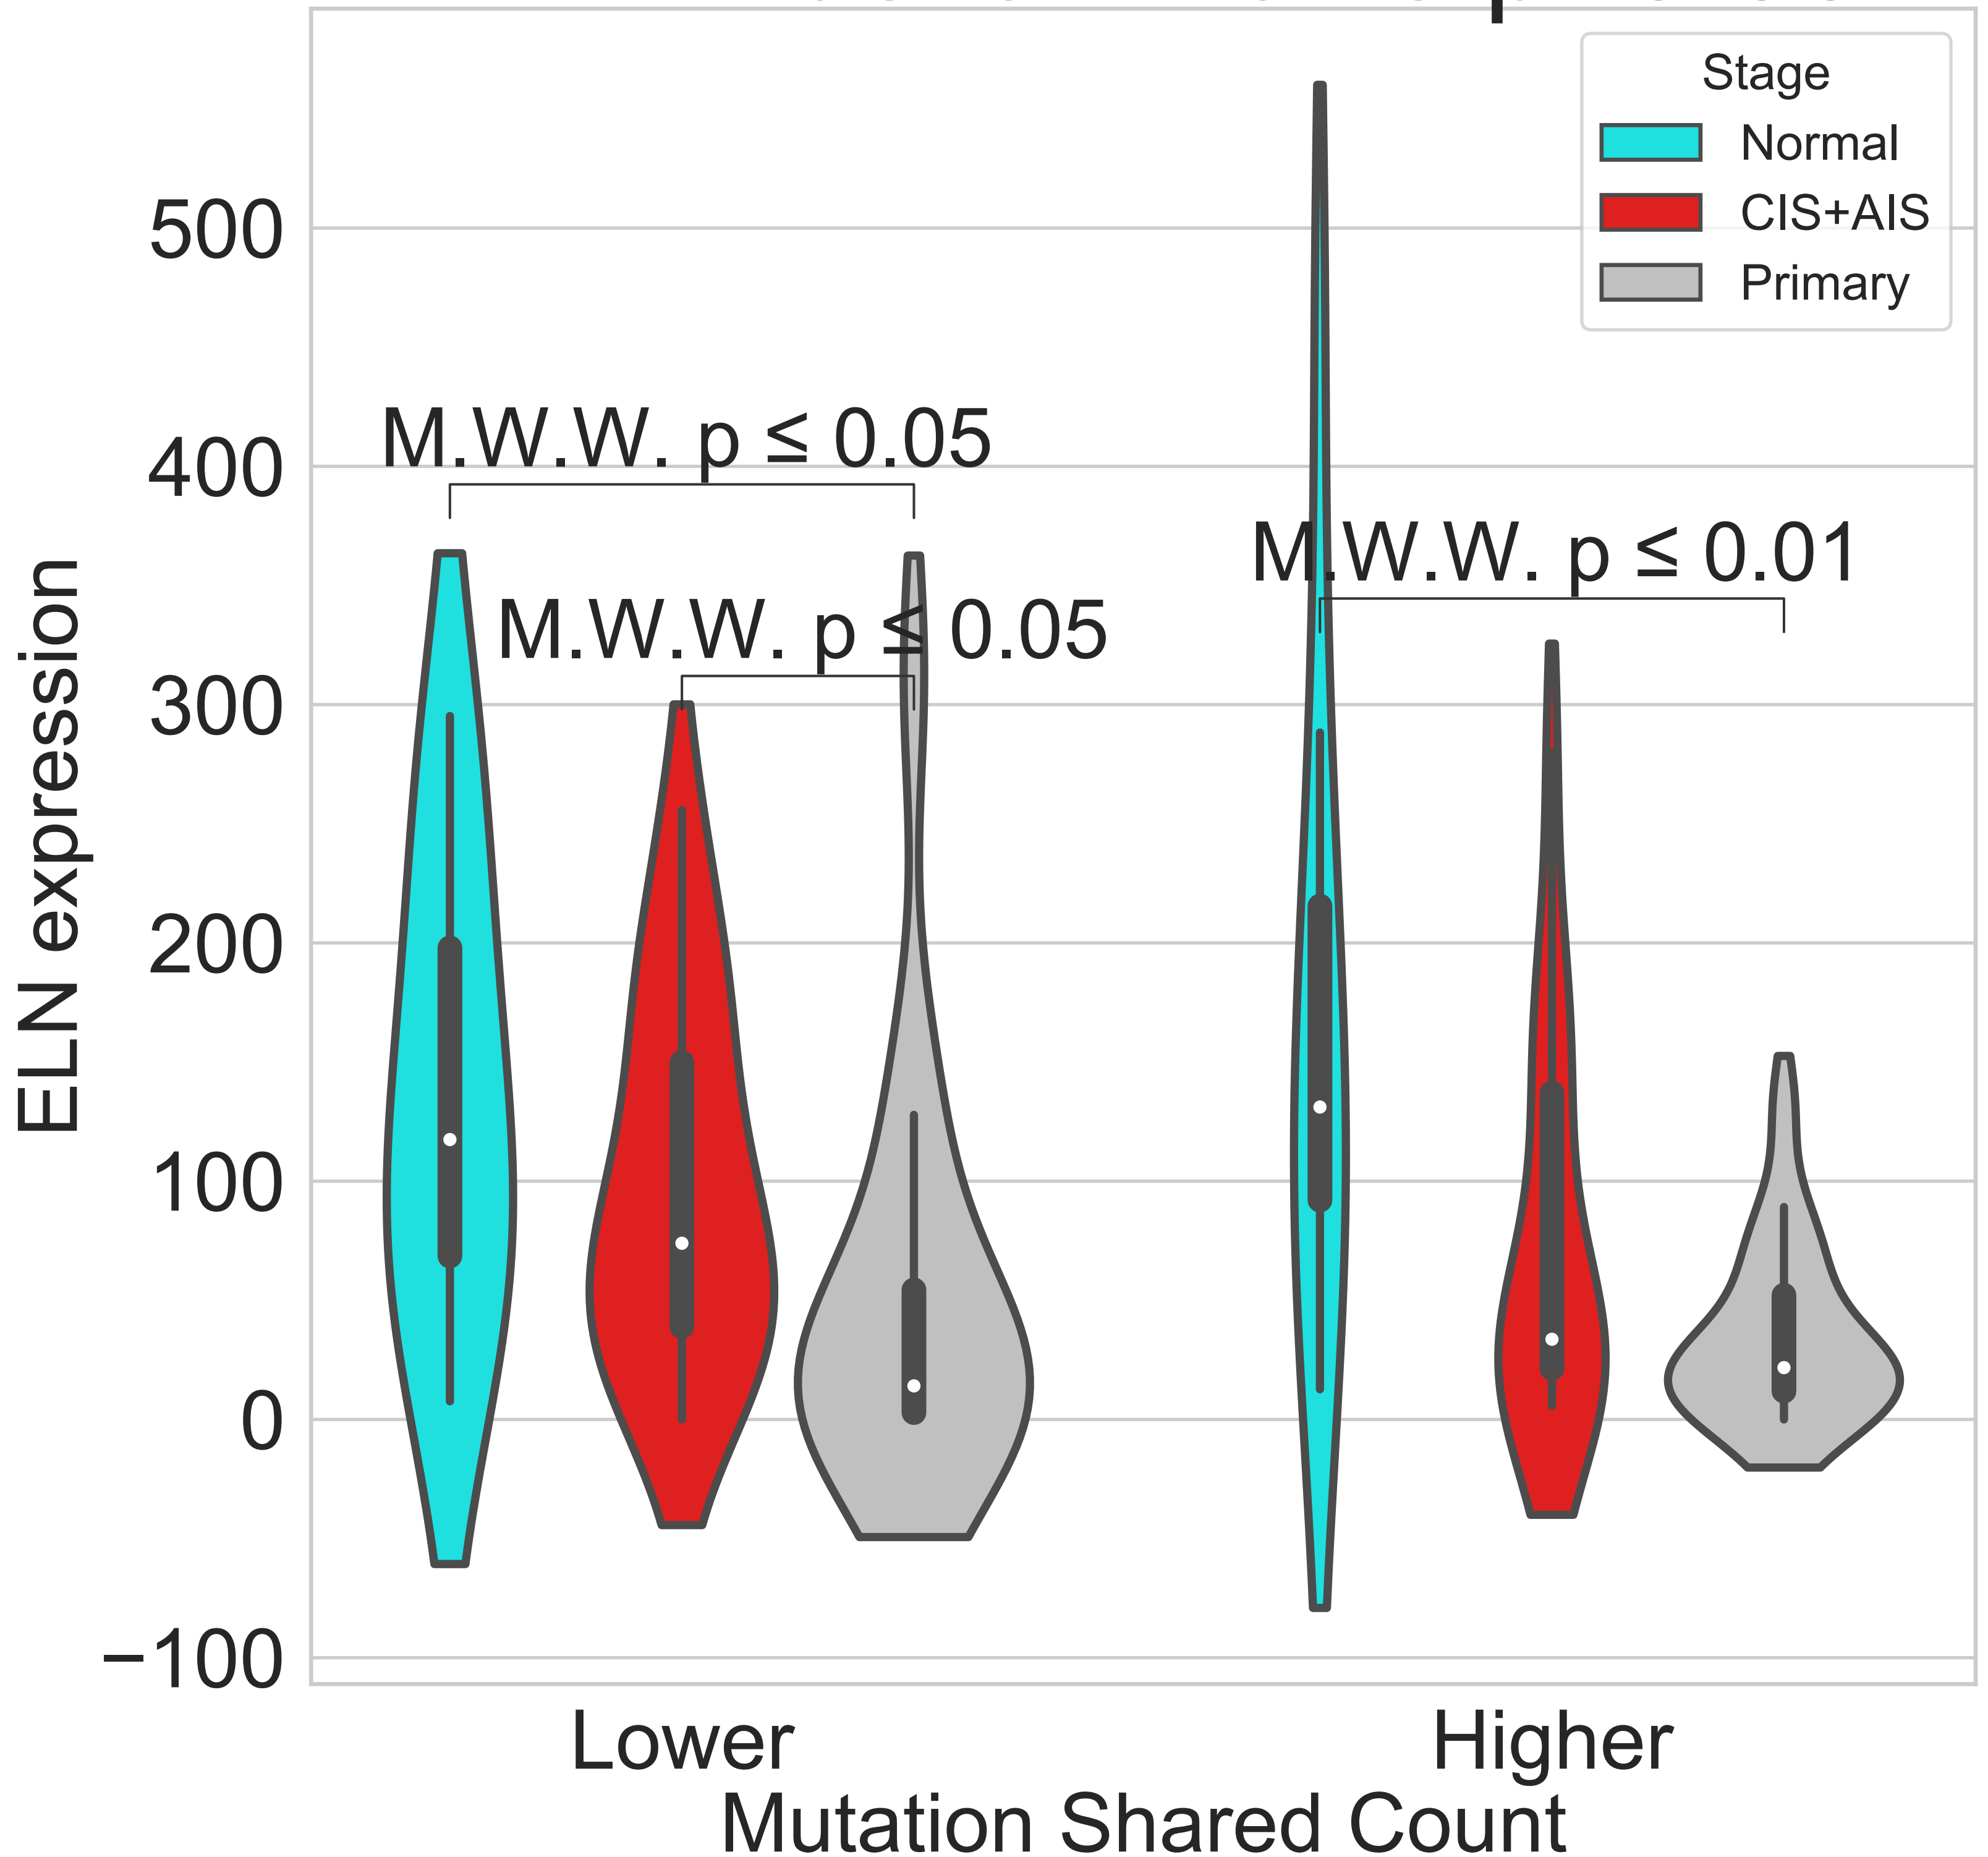 Stage
Normal
CIS+AIS
Primary
500
400
300
200
100
0
−100
ELN expression
M.W.W. p ≤ 0.05
M.W.W. p ≤ 0.05
M.W.W. p ≤ 0.01
Lower
Higher
Mutation Shared Count